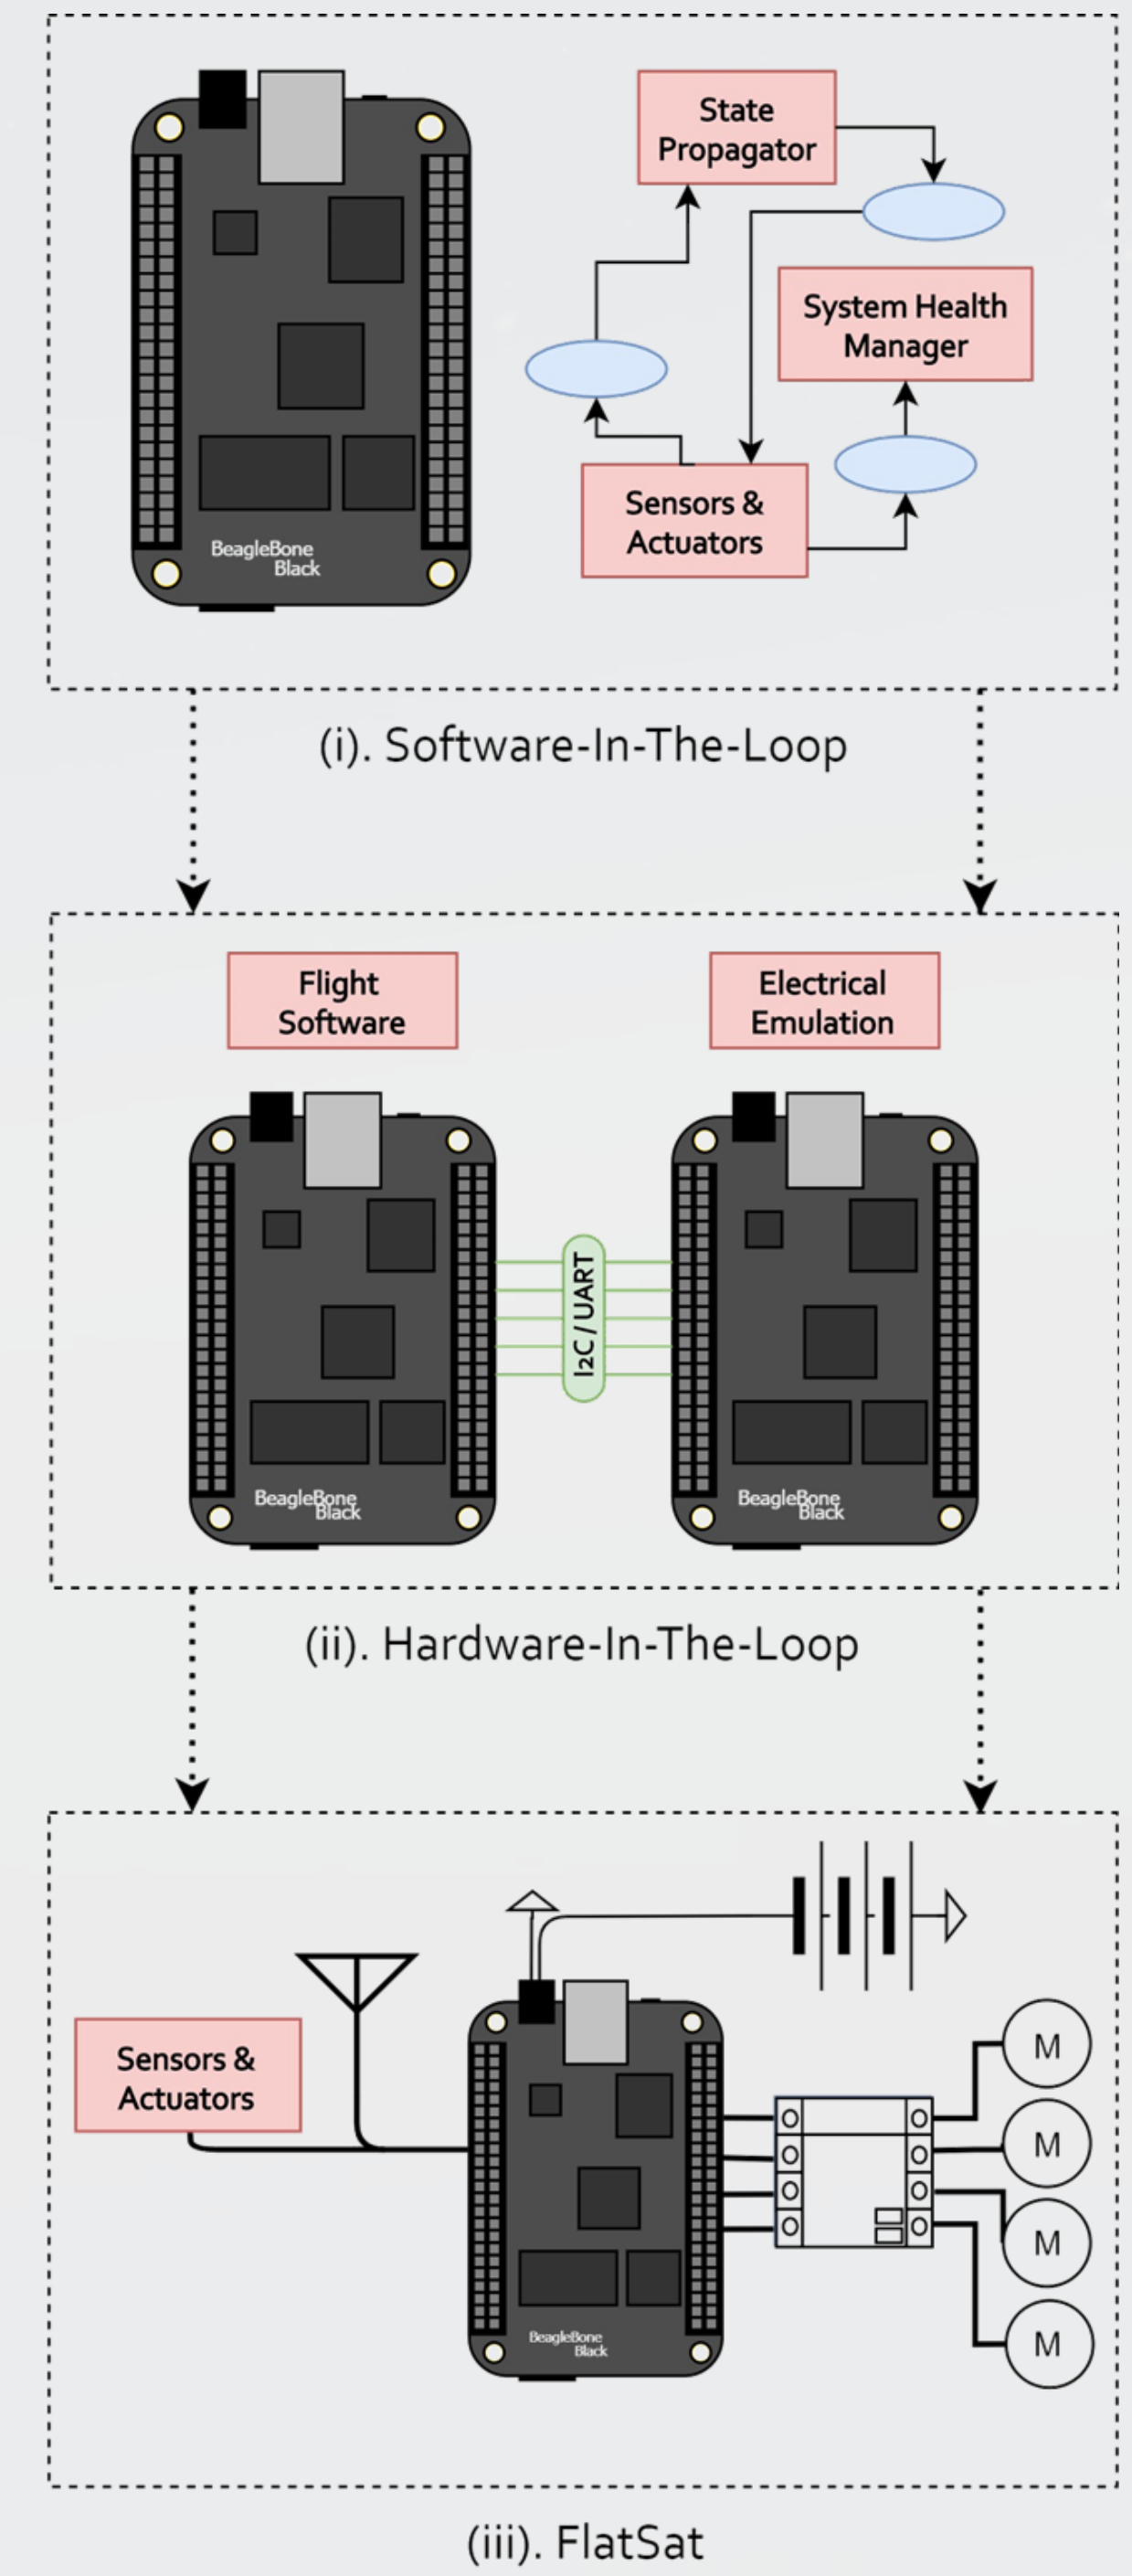 State
Propagator
System Health
Manager
Sensors &
Actuators
BeagleBone
Black
(i). Software-In-The-Loop
Flight
Software
Electrical
Emulation
I2C / UART
BeagleBone
Black
BeagleBone
Black
(ii). Hardware-In-The-Loop
Sensors &
Actuators
M
M
M
M
BeagleBone
Black
(iii). FlatSat